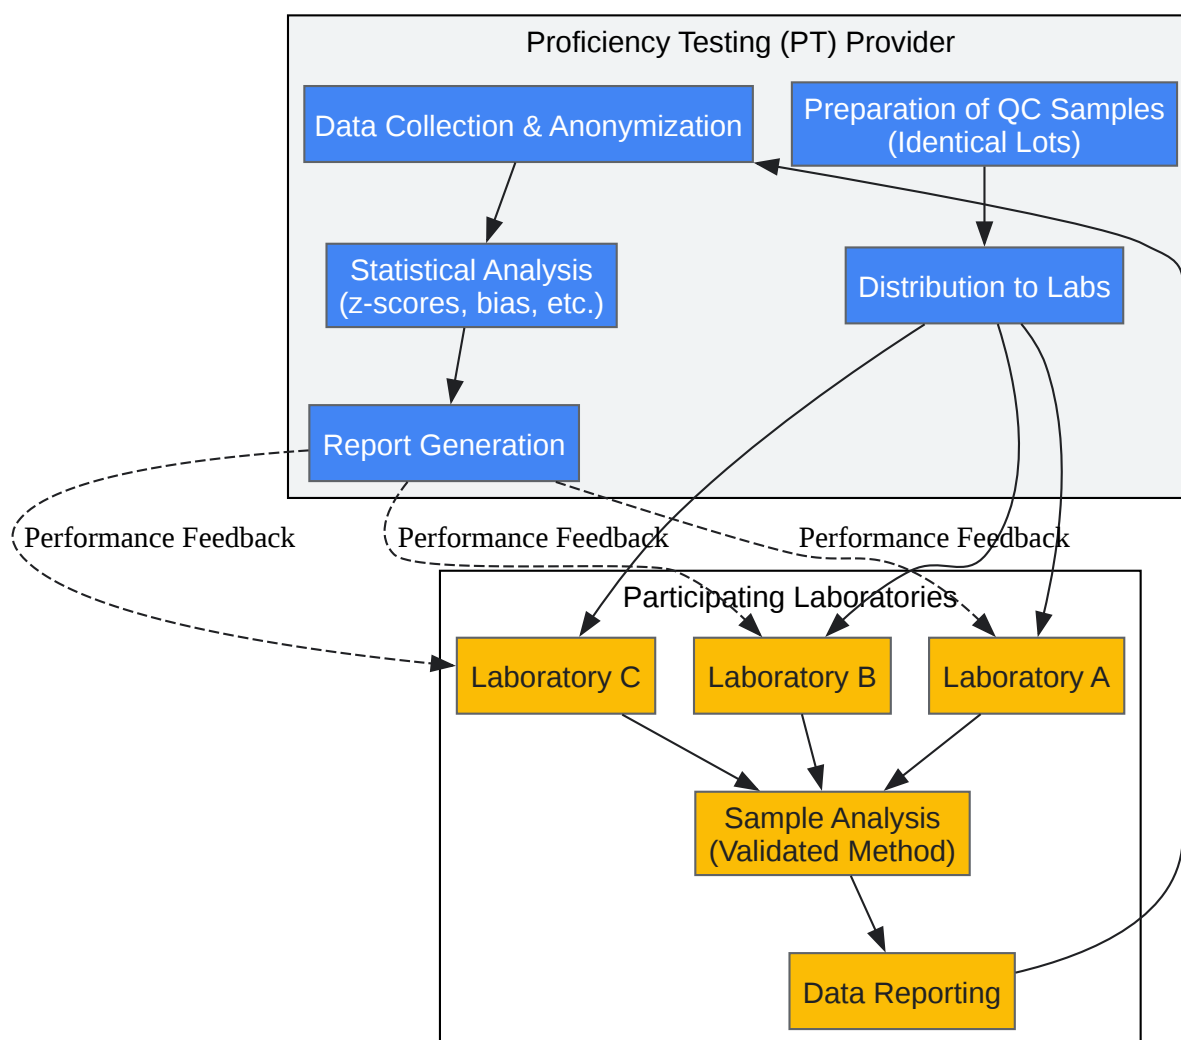 Proficiency Testing (PT) Provider
Data Collection & Anonymization
Preparation of QC Samples
(Identical Lots)
Statistical Analysis
(z-scores, bias, etc.)
Distribution to Labs
Report Generation
Performance Feedback
Performance Feedback
Performance Feedback
Participating Laboratories
Laboratory C
Laboratory B
Laboratory A
Sample Analysis
(Validated Method)
Data Reporting